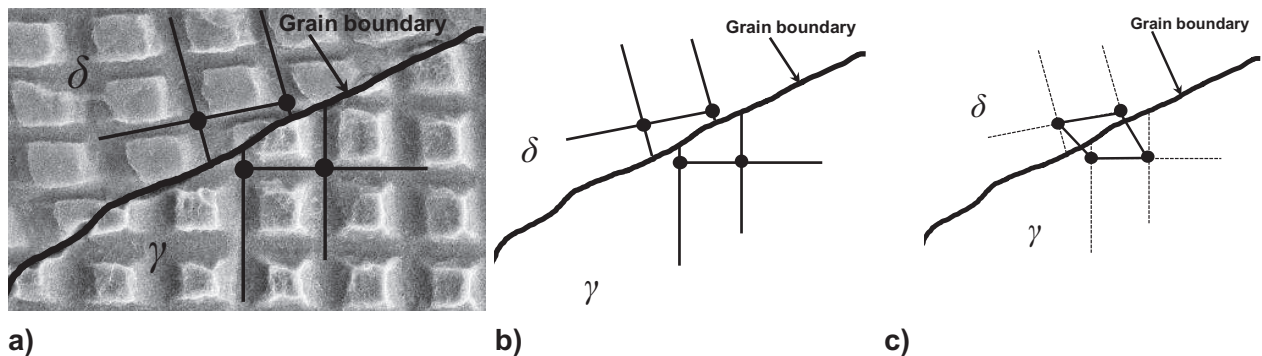 Grain boundary
δ
γ
Grain boundary
δ
γ
Grain boundary
δ
γ
a)
b)
c)